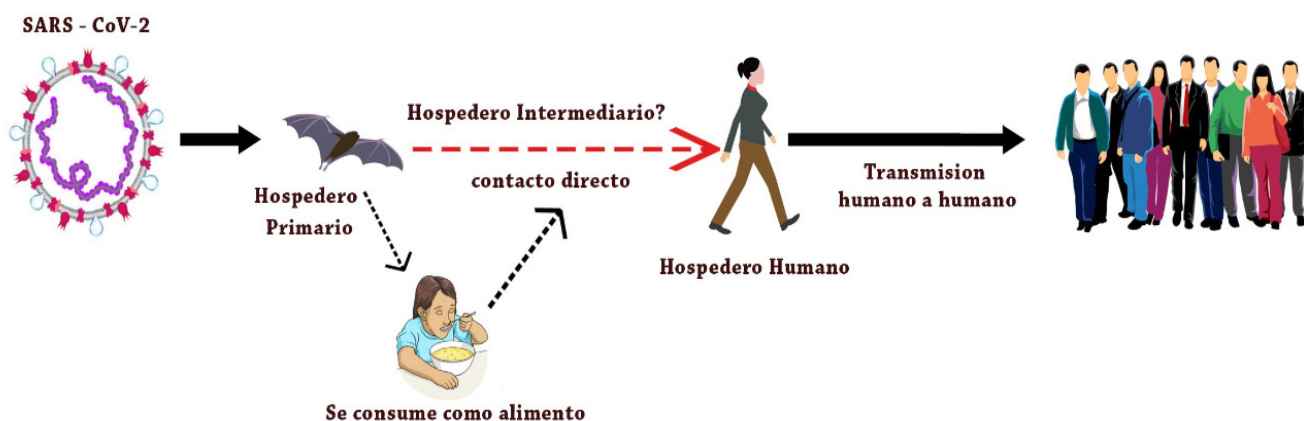 SARS - CoV-2
Hospedero Intermediario?
contacto directo
Hospedero
Primario
Transmision
humano a humano
Hospedero Humano
Se consume como alimento